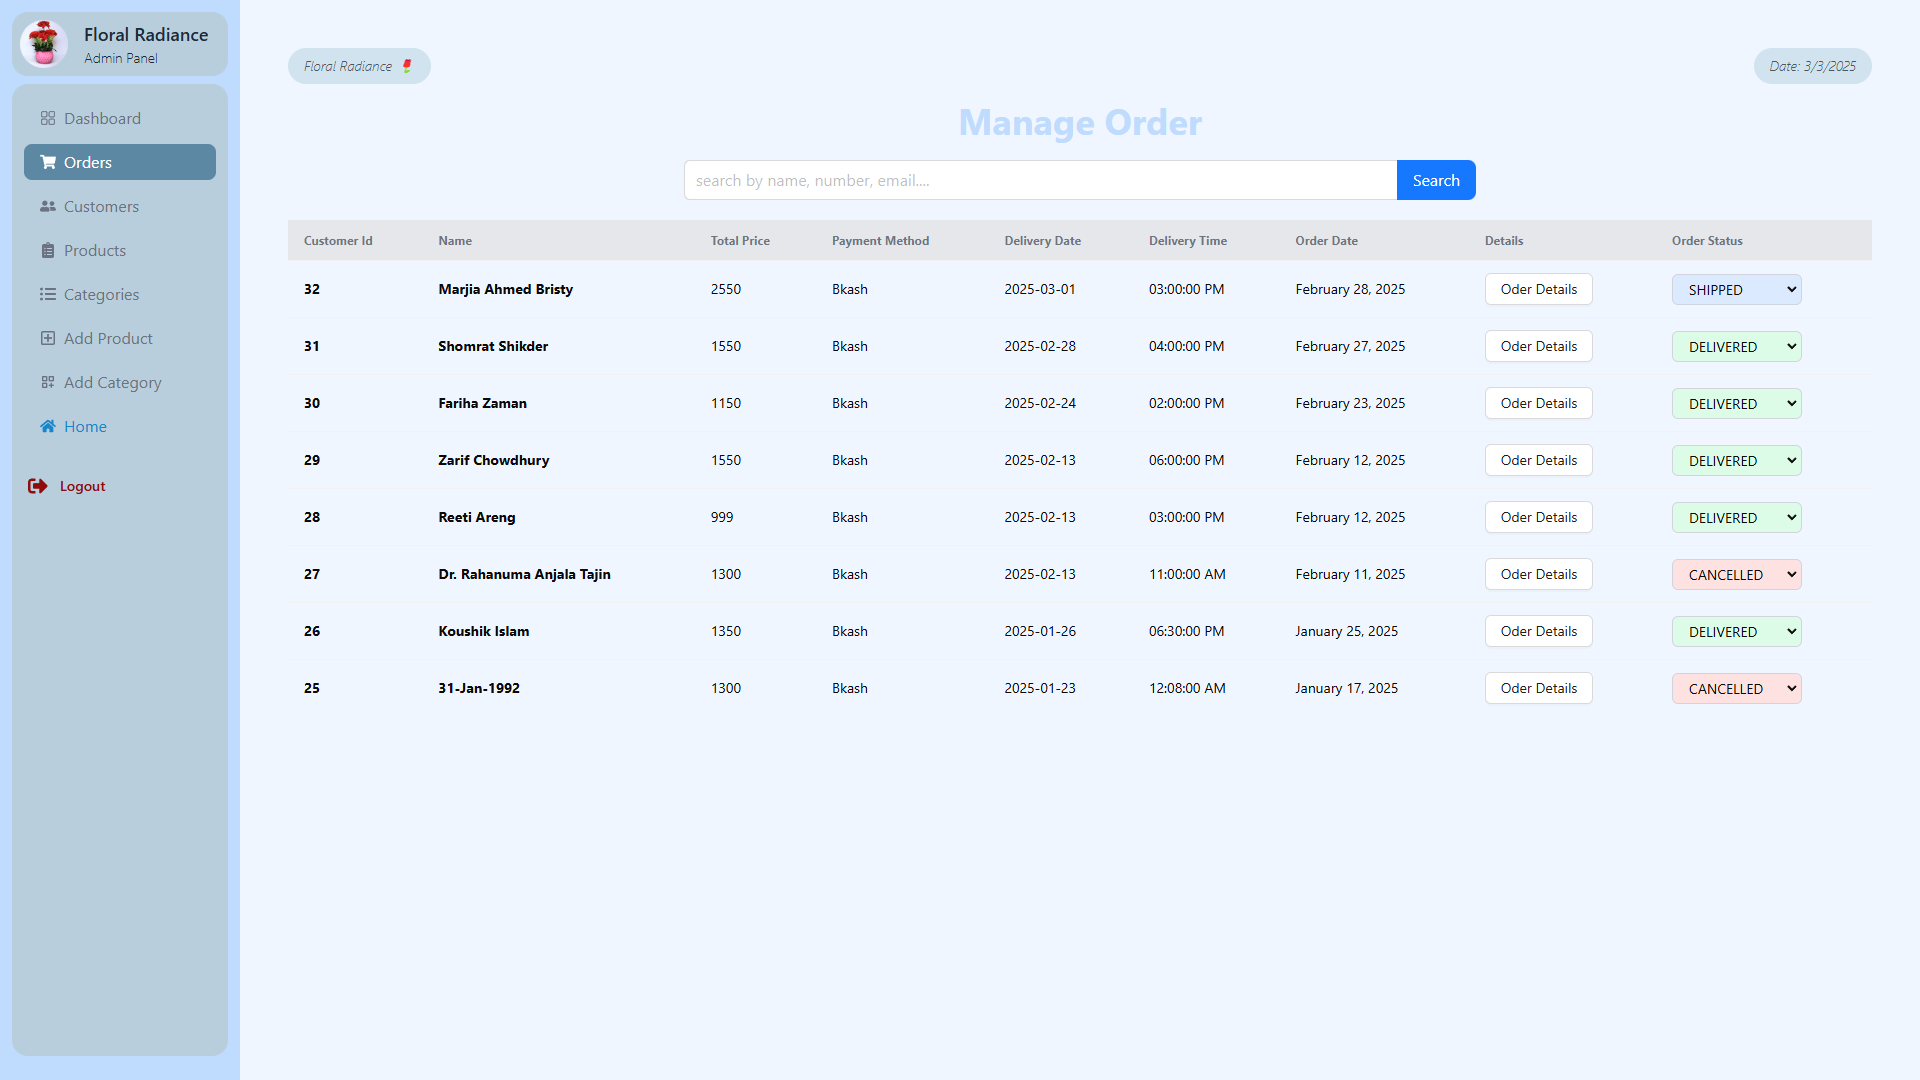 Floral Radiance
Admin Panel
Dashboard
Orders
Customers
Products
Categories
Add Product
Add Category
Home
Logout
Floral Radiance
Date: 3/3/2025
Manage Order
search by name, number, email....
Search
Customer Id Name Total Price Payment Method Delivery Date Delivery Time Order Date Details Order Status
32 Marjia Ahmed Bristy 2550 Bkash 2025-03-01 03:00:00 PM February 28, 2025 Oder Details SHIPPED
31 Shomrat Shikder 1550 Bkash 2025-02-28 04:00:00 PM February 27, 2025 Oder Details DELIVERED
30 Fariha Zaman 1150 Bkash 2025-02-24 02:00:00 PM February 23, 2025 Oder Details DELIVERED
29 Zarif Chowdhury 1550 Bkash 2025-02-13 06:00:00 PM February 12, 2025 Oder Details DELIVERED
28 Reeti Areng 999 Bkash 2025-02-13 03:00:00 PM February 12, 2025 Oder Details DELIVERED
27 Dr. Rahanuma Anjala Tajin 1300 Bkash 2025-02-13 11:00:00 AM February 11, 2025 Oder Details CANCELLED
26 Koushik Islam 1350 Bkash 2025-01-26 06:30:00 PM January 25, 2025 Oder Details DELIVERED
25 31-Jan-1992 1300 Bkash 2025-01-23 12:08:00 AM January 17, 2025 Oder Details CANCELLED